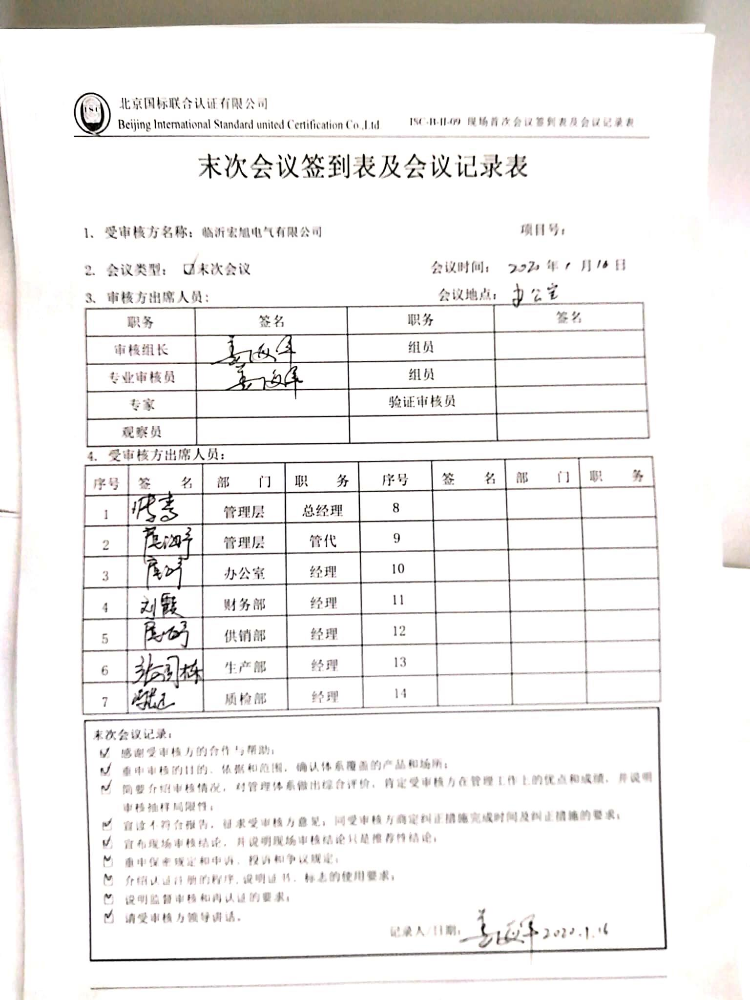 北京国标联合认证有限公司
Beijing International Standard united Certification Co.,Ltd ISC-B-II-09 现场首次会议签到表及会议记录表
末次会议签到表及会议记录表
1. 受审核方名称：临沂宏旭电气有限公司 项目号：
2. 会议类型： ☑末次会议 会议时间： 2020 年 1 月 16 日
3. 审核方出席人员： 会议地点： 办公室
职务 签名 职务 签名
审核组长 组员
专业审核员 组员
专家 验证审核员
观察员
4. 受审核方出席人员：
序号 签 名 部 门 职 务 序号 签 名 部 门 职 务
1 管理层 总经理 8
2 管理层 管代 9
3 办公室 经理 10
4 刘霞 财务部 经理 11
5 供销部 经理 12
6 生产部 经理 13
7 质检部 经理 14
末次会议记录：
☑ 感谢受审核方的合作与帮助；
☑ 重申审核的目的、依据和范围，确认体系覆盖的产品和场所；
☑ 简要介绍审核情况，对管理体系做出综合评价，肯定受审核方在管理工作上的优点和成绩，并说明
审核抽样局限性；
☑ 宣读不符合报告，征求受审核方意见；同受审核方商定纠正措施完成时间及纠正措施的要求；
☑ 宣布现场审核结论，并说明现场审核结论只是推荐性结论；
☑ 重申保密规定和申诉、投诉和争议规定；
☑ 介绍认证注册的程序,说明证书、标志的使用要求；
☑ 说明监督审核和再认证的要求；
☑ 请受审核方领导讲话。
记录人/日期： 2020.1.16